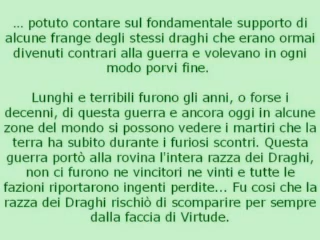 ... potuto contare sul fondamentale supporto di
alcune frange degli stessi draghi che erano ormai
divenuti contrari alla guerra e volevano in ogni
modo porvi fine.
Lunghi e terribili furono gli anni, o forse i
decenni, di questa guerra e ancora oggi in alcune
zone del mondo si possono vedere i martiri che la
terra ha subito durante i furiosi scontri. Questa
guerra portò alla rovina l'intera razza dei Draghi,
non ci furono ne vincitori ne vinti e tutte le
fazioni riportarono ingenti perdite... Fu cosi che la
razza dei Draghi rischiò di scomparire per sempre
dalla faccia di Virtude.